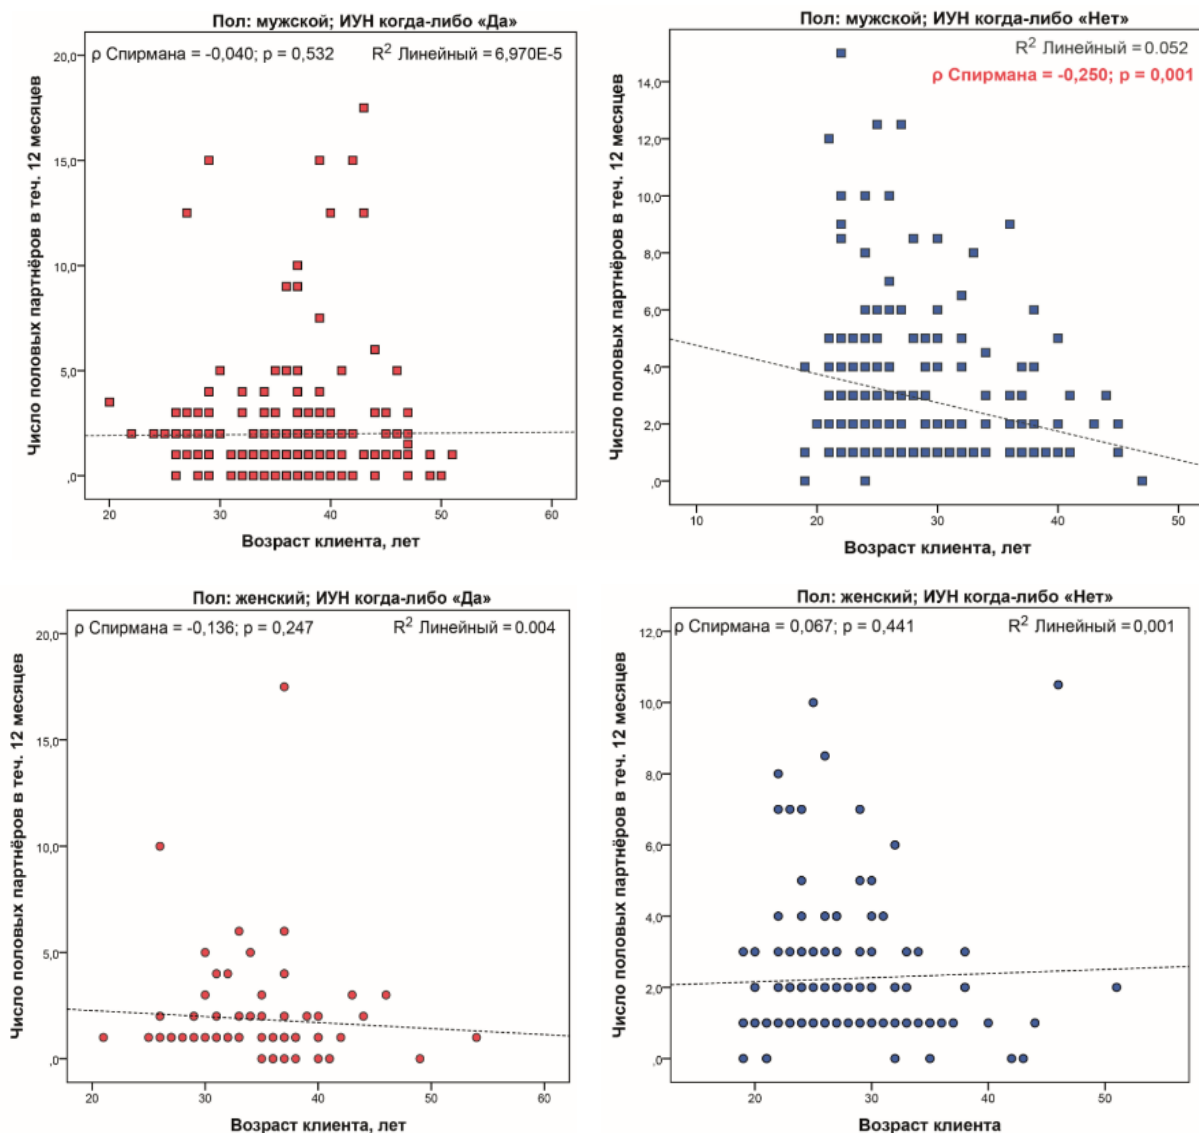 Пол: мужской; ИУН когда-либо «Да»
ρ Спирмана = -0,040; p = 0,532
R² Линейный = 6,970E-5
Число половых партнёров в теч. 12 месяцев
20,0
15,0
10,0
5,0
,0
20
30
40
50
60
Возраст клиента, лет
Пол: мужской; ИУН когда-либо «Нет»
R² Линейный = 0.052
ρ Спирмана = -0,250; p = 0,001
Число половых партнёров в теч. 12 месяцев
14,0
12,0
10,0
8,0
6,0
4,0
2,0
,0
10
20
30
40
50
Возраст клиента, лет
Пол: женский; ИУН когда-либо «Да»
ρ Спирмана = -0,136; p = 0,247
R² Линейный = 0.004
Число половых партнёров в теч. 12 месяцев
20,0
15,0
10,0
5,0
,0
20
30
40
50
60
Возраст клиента, лет
Пол: женский; ИУН когда-либо «Нет»
ρ Спирмана = 0,067; p = 0,441
R² Линейный = 0,001
Число половых партнёров в теч. 12 месяцев
12,0
10,0
8,0
6,0
4,0
2,0
,0
20
30
40
50
Возраст клиента